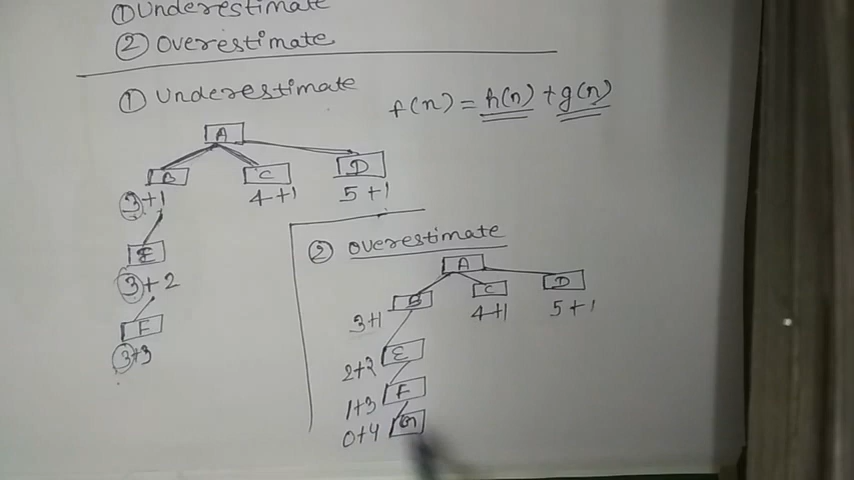 ① Underestimate
② Overestimate
① Underestimate
f(n) = h(n) + g(n)
A
B C D
3+1 4+1 5+1
E
3+2
F
3+3
② Overestimate
A
B C D
3+1 4+1 5+1
E
2+2
F
1+3
G
0+4